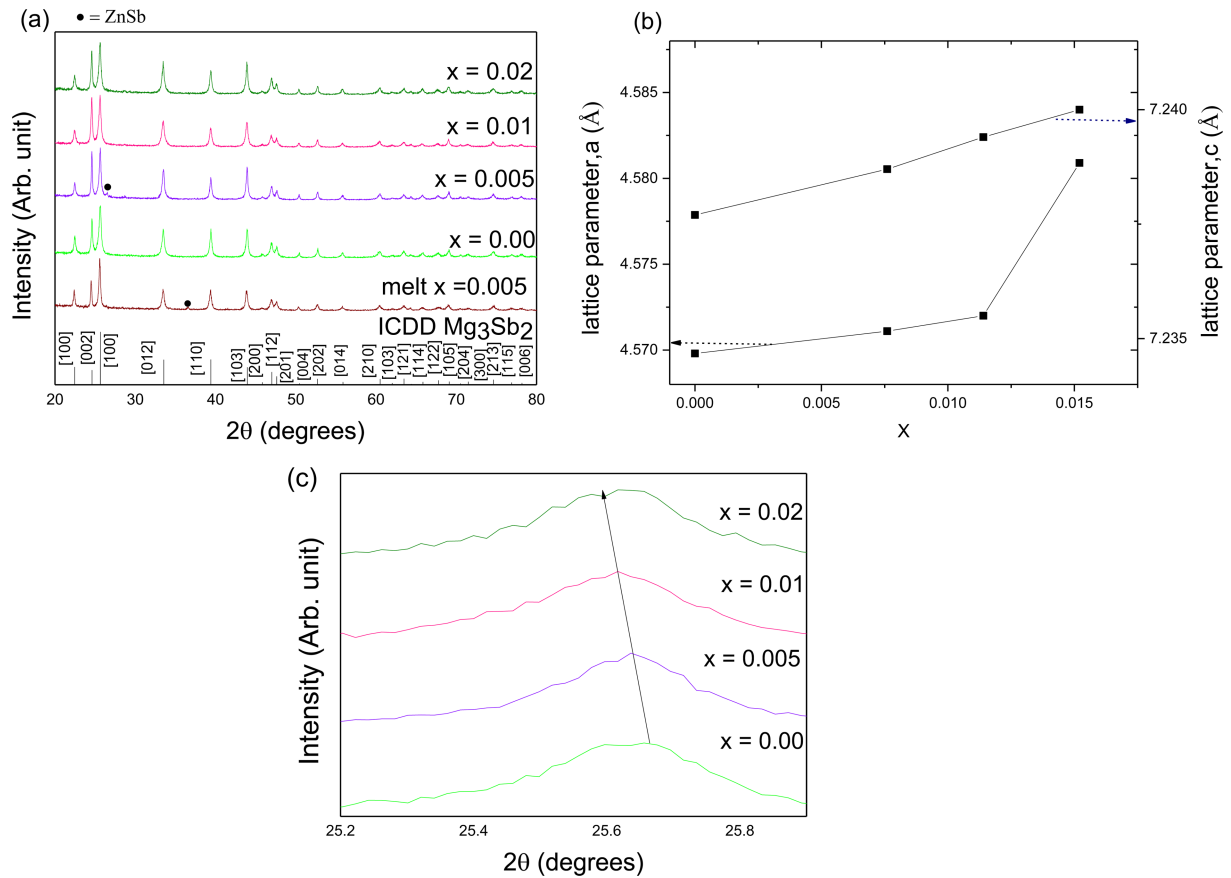 (a)
● = ZnSb
x = 0.02
x = 0.01
x = 0.005
x = 0.00
melt x =0.005
ICDD Mg3Sb2
[100]
[002]
[100]
[012]
[110]
[103]
[200]
[112]
[201]
[004]
[202]
[014]
[210]
[103]
[121]
[114]
[122]
[105]
[204]
[300]
[213]
[115]
[006]
20 30 40 50 60 70 80
2θ (degrees)
Intensity (Arb. unit)
(b)
4.585
4.580
4.575
4.570
lattice parameter,a (Å)
7.240
7.235
lattice parameter,c (Å)
0.000 0.005 0.010 0.015
X
(c)
x = 0.02
x = 0.01
x = 0.005
x = 0.00
Intensity (Arb. unit)
25.2 25.4 25.6 25.8
2θ (degrees)